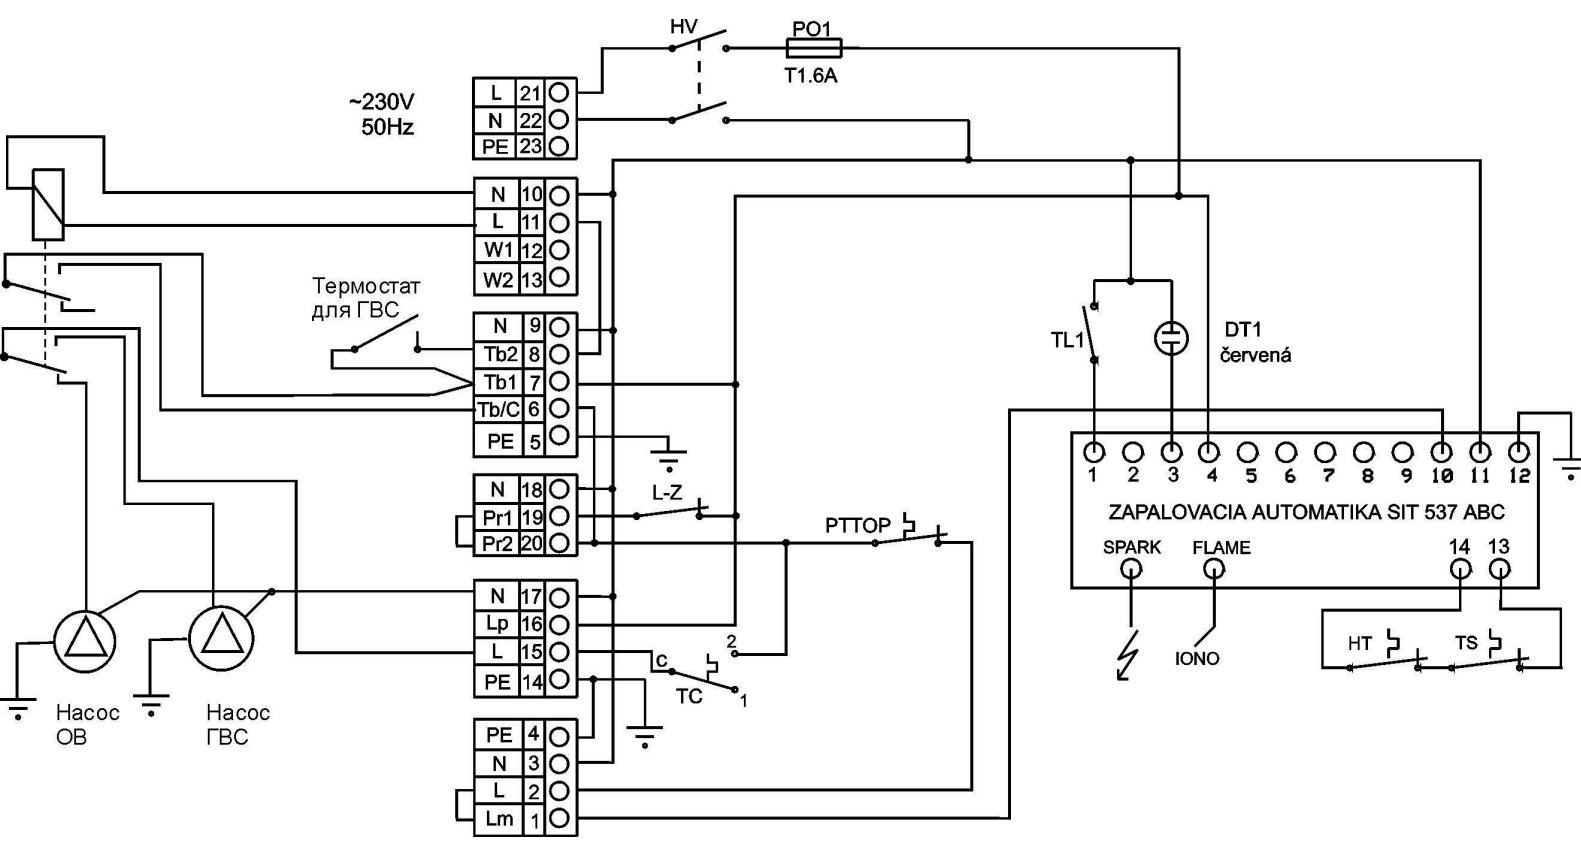 HV
PO1
T1.6A
~230V
50Hz
L 21
N 22
PE 23
N 10
L 11
W1 12
W2 13
Термостат
для ГВС
N 9
Tb2 8
Tb1 7
Tb/C 6
PE 5
TL1
DT1
červená
N 18
Pr1 19
Pr2 20
L-Z
PTTOP
1 2 3 4 5 6 7 8 9 10 11 12
ZAPALOVACIA AUTOMATIKA SIT 537 ABC
SPARK FLAME 14 13
IONO
HT TS
N 17
Lp 16
L 15
PE 14
C 2
TC 1
Насос
ОВ
Насос
ГВС
PE 4
N 3
L 2
Lm 1